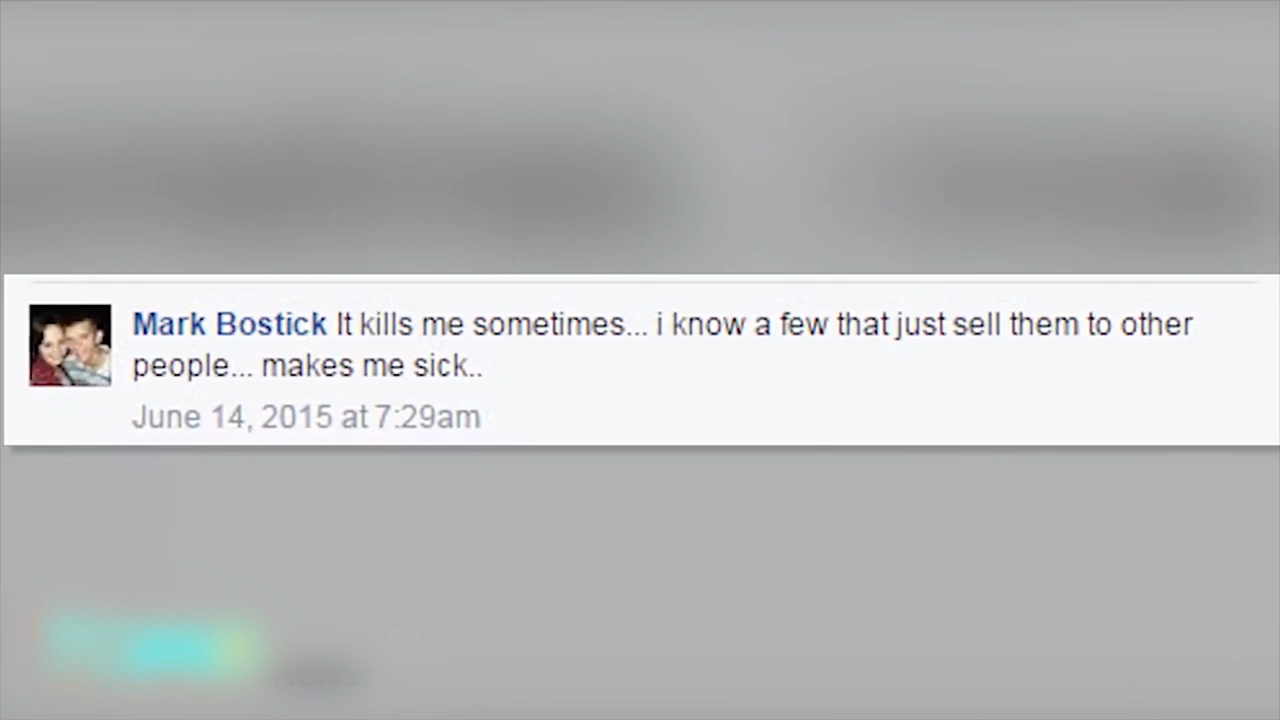 Mark Bostick It kills me sometimes... i know a few that just sell them to other
people... makes me sick..
June 14, 2015 at 7:29am